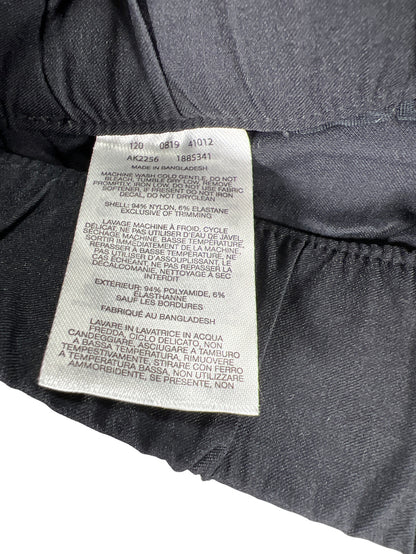 120 0819 41012
AK2256 1885341
MADE IN BANGLADESH
MACHINE WASH COLD GENTLE, DO NOT
BLEACH, TUMBLE DRY LOW, REMOVE
PROMPTLY, IRON LOW, DO NOT USE FABRIC
SOFTENER, DO NOT IRON IF PRESENT
DECAL, DO NOT DRYCLEAN
SHELL: 94% NYLON, 6% ELASTANE
EXCLUSIVE OF TRIMMING
LAVAGE MACHINE À FROID, CYCLE
DÉLICAT, NE PAS UTILISER D'EAU DE JAVEL,
SÉCHAGE MACHINE, BASSE TEMPÉRATURE,
SORTIR IMMÉDIATEMENT DE LA MACHINE,
REPASSER À BASSE TEMPÉRATURE, NE
PAS UTILISER D'ASSOUPLISSANT, LE
CAS ÉCHÉANT, NE PAS REPASSER LA
DÉCALCOMANIE, NETTOYAGE À SEC
INTERDIT
EXTERIEUR: 94% POLYAMIDE, 6%
ÉLASTHANNE
SAUF LES BORDURES
FABRIQUÉ AU BANGLADESH
LAVARE IN LAVATRICE IN ACQUA
FREDDA, CICLO DELICATO, NON
CANDEGGIARE, ASCIUGARE A TAMBURO
A BASSA TEMPERATURA, RIMUOVERE
TEMPESTIVAMENTE, STIRARE CON FERRO
A BASSA TEMPERATURA, NON UTILIZZARE
AMMORBIDENTE, SE PRESENTE, NON